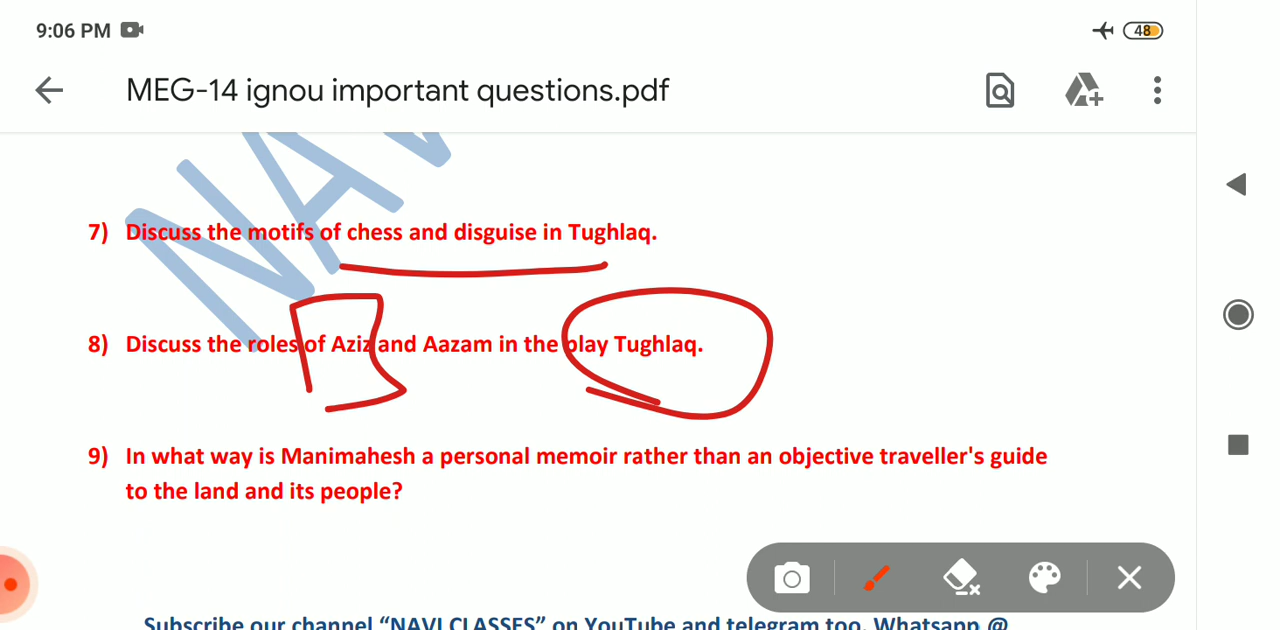 9:06 PM
48
MEG-14 ignou important questions.pdf
NAV
7) Discuss the motifs of chess and disguise in Tughlaq.
8) Discuss the roles of Aziz and Aazam in the play Tughlaq.
9) In what way is Manimahesh a personal memoir rather than an objective traveller's guide
to the land and its people?
Subscribe our channel “NAVI CLASSES” on YouTube and telegram too. Whatsapp @